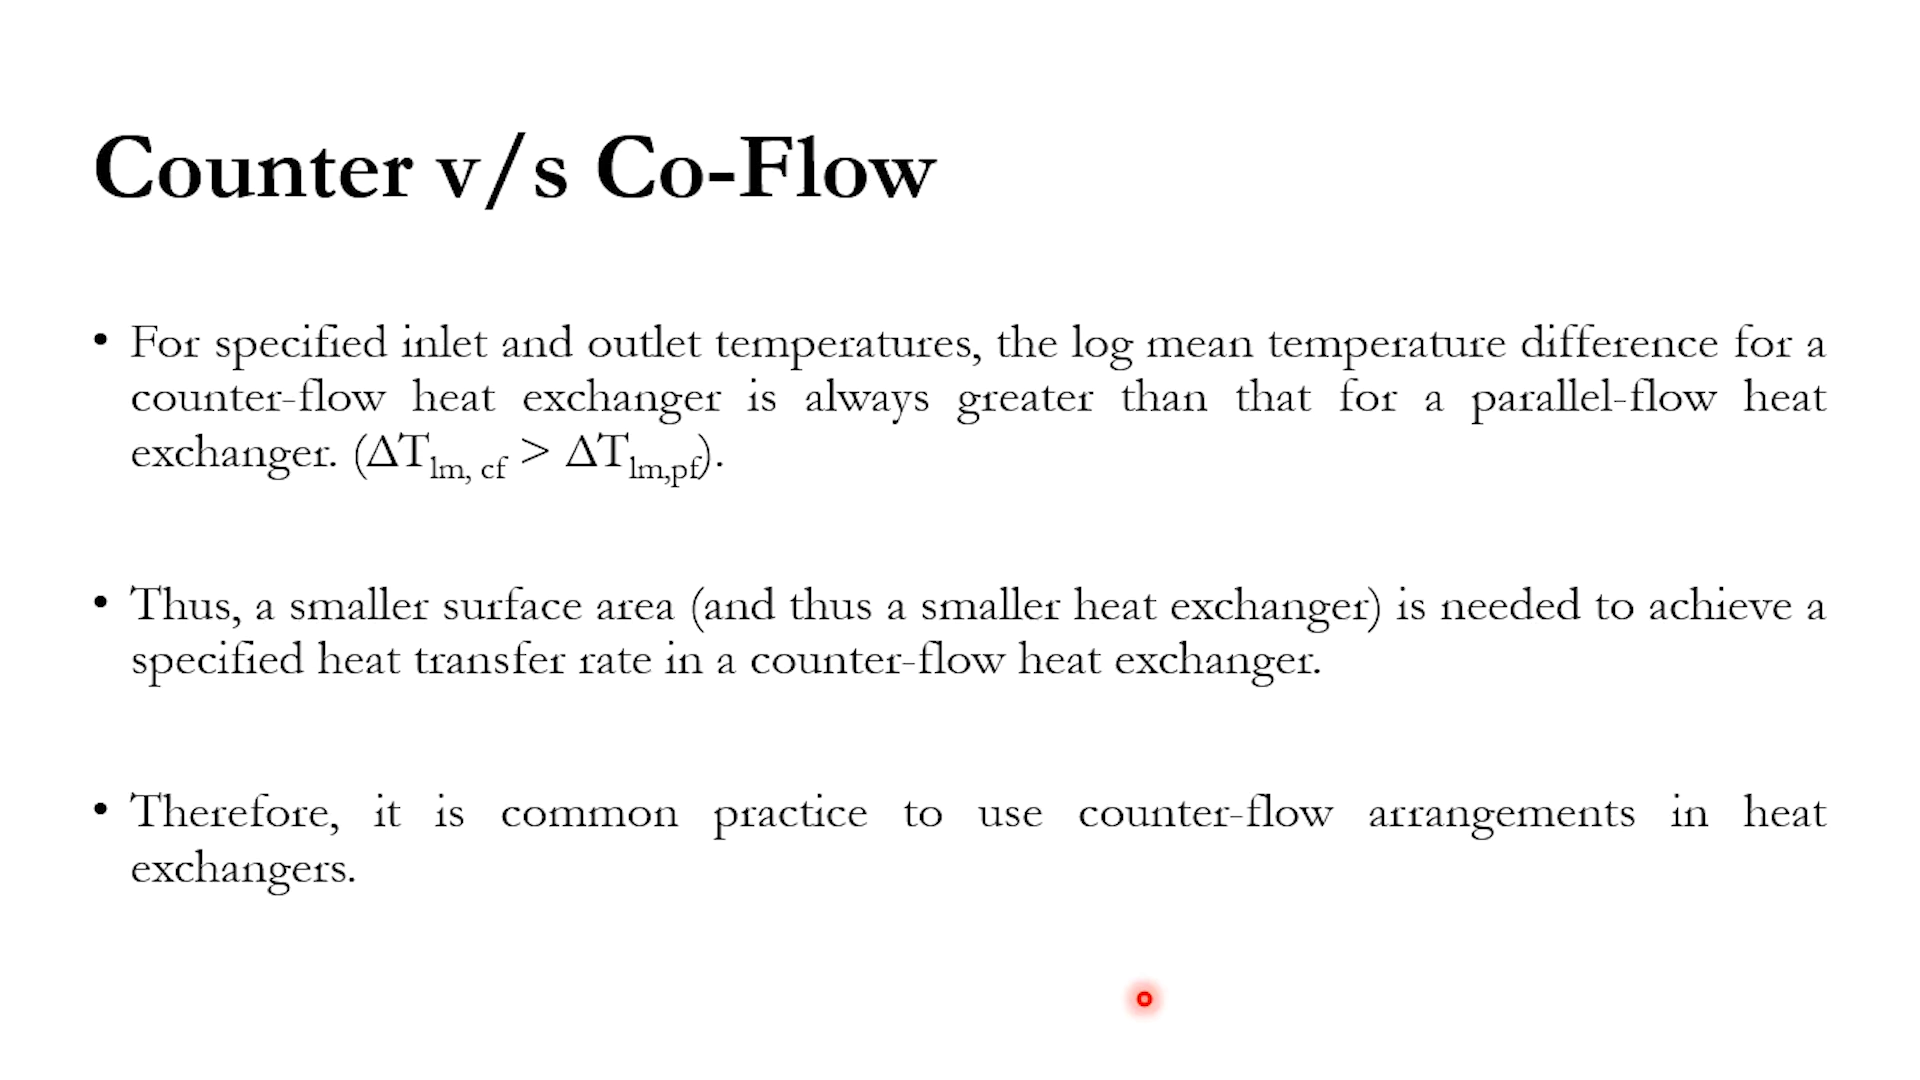 Counter v/s Co-Flow
• For specified inlet and outlet temperatures, the log mean temperature difference for a
counter-flow heat exchanger is always greater than that for a parallel-flow heat
exchanger. (ΔTlm, cf > ΔTlm,pf).
• Thus, a smaller surface area (and thus a smaller heat exchanger) is needed to achieve a
specified heat transfer rate in a counter-flow heat exchanger.
• Therefore, it is common practice to use counter-flow arrangements in heat
exchangers.